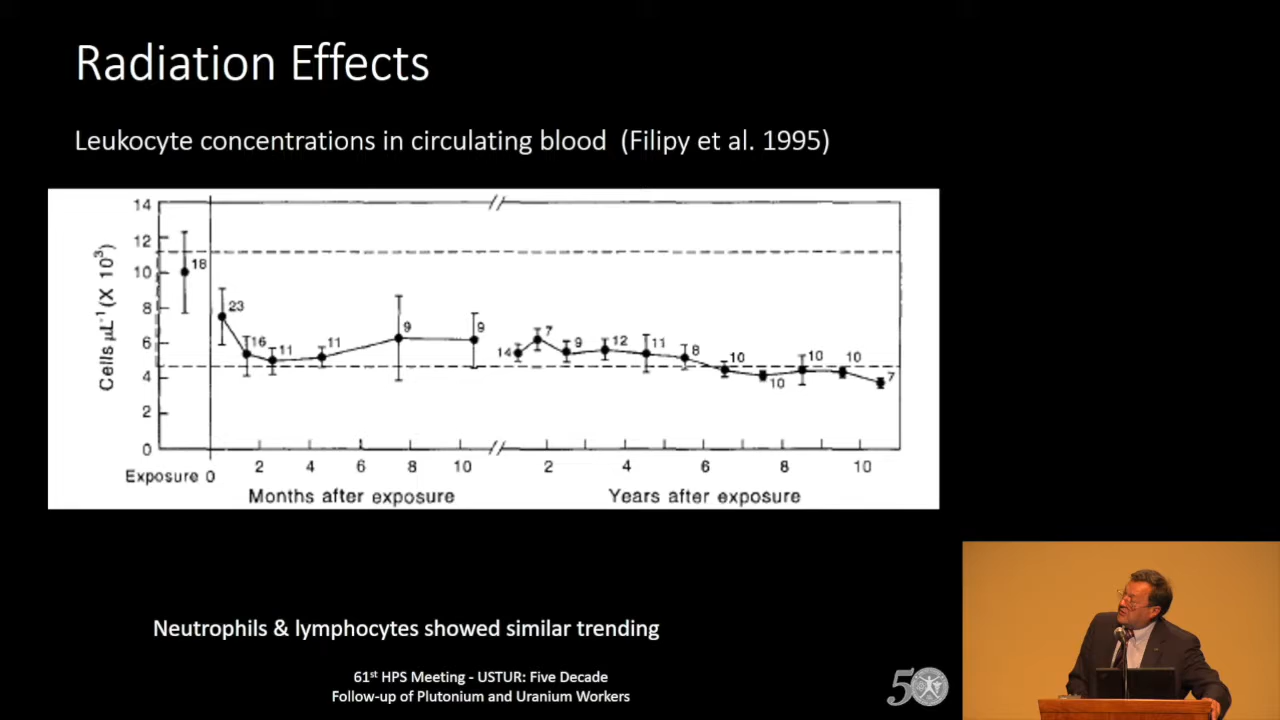 Radiation Effects
Leukocyte concentrations in circulating blood (Filipy et al. 1995)
Cells μL⁻¹ (X 10³)
14
12
10
8
6
4
2
0
18
23
16
11
11
9
9
14
7
9
12
11
8
10
10
10
10
7
Exposure 0
2 4 6 8 10
2 4 6 8 10
Months after exposure
Years after exposure
Neutrophils & lymphocytes showed similar trending
61st HPS Meeting - USTUR: Five Decade
Follow-up of Plutonium and Uranium Workers
50